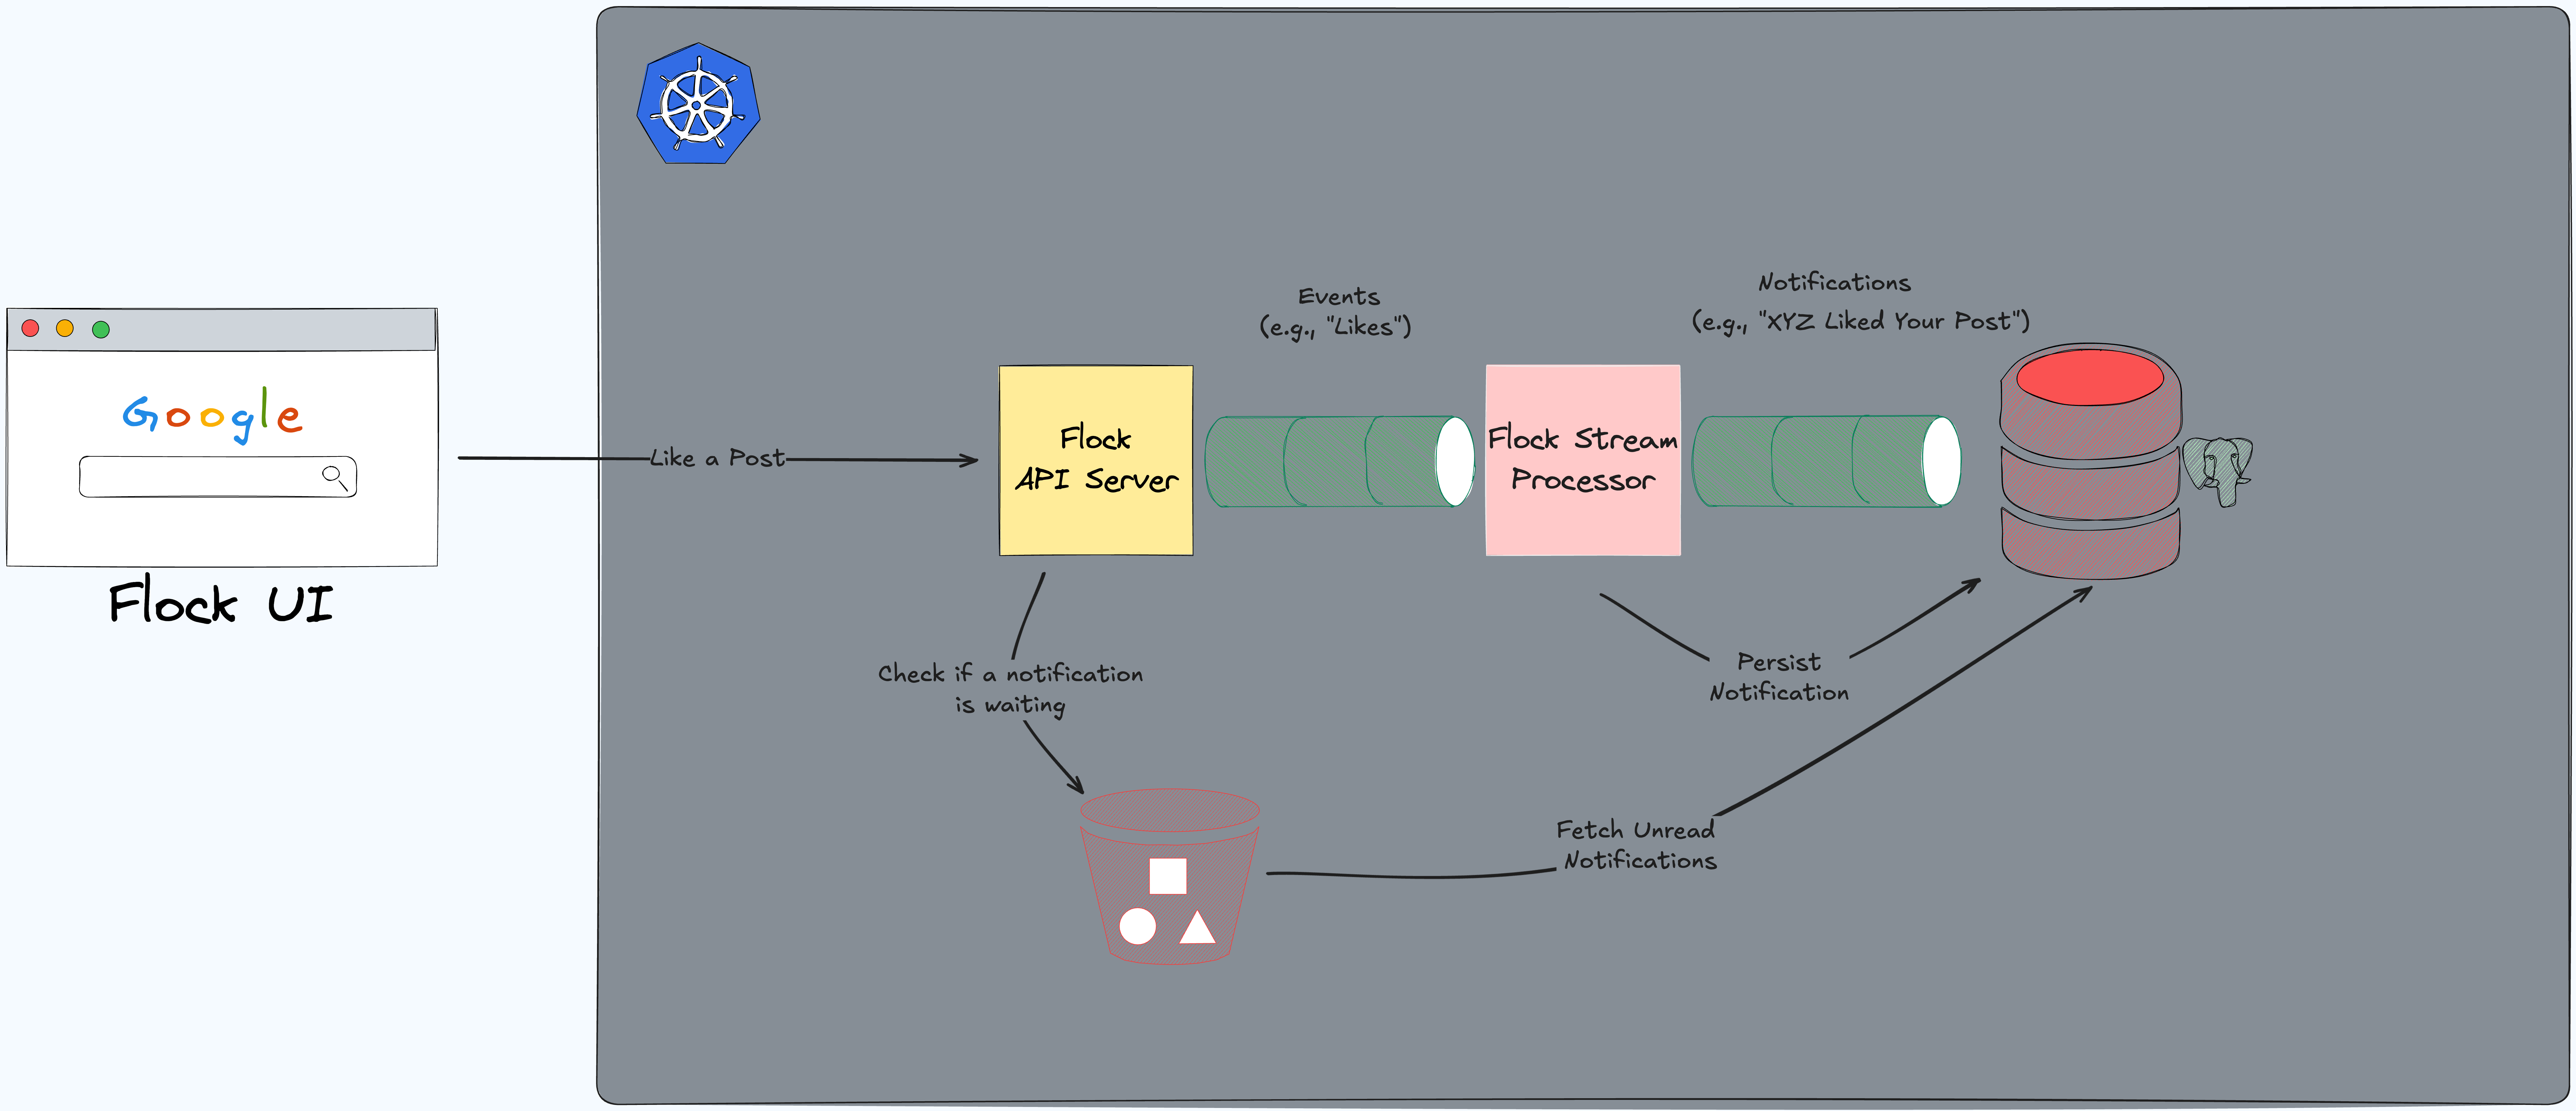 Google
Flock UI
Like a Post
Flock
API Server
Events
(e.g., "Likes")
Flock Stream
Processor
Notifications
(e.g., "XYZ Liked Your Post")
Check if a notification
is waiting
Persist
Notification
Fetch Unread
Notifications